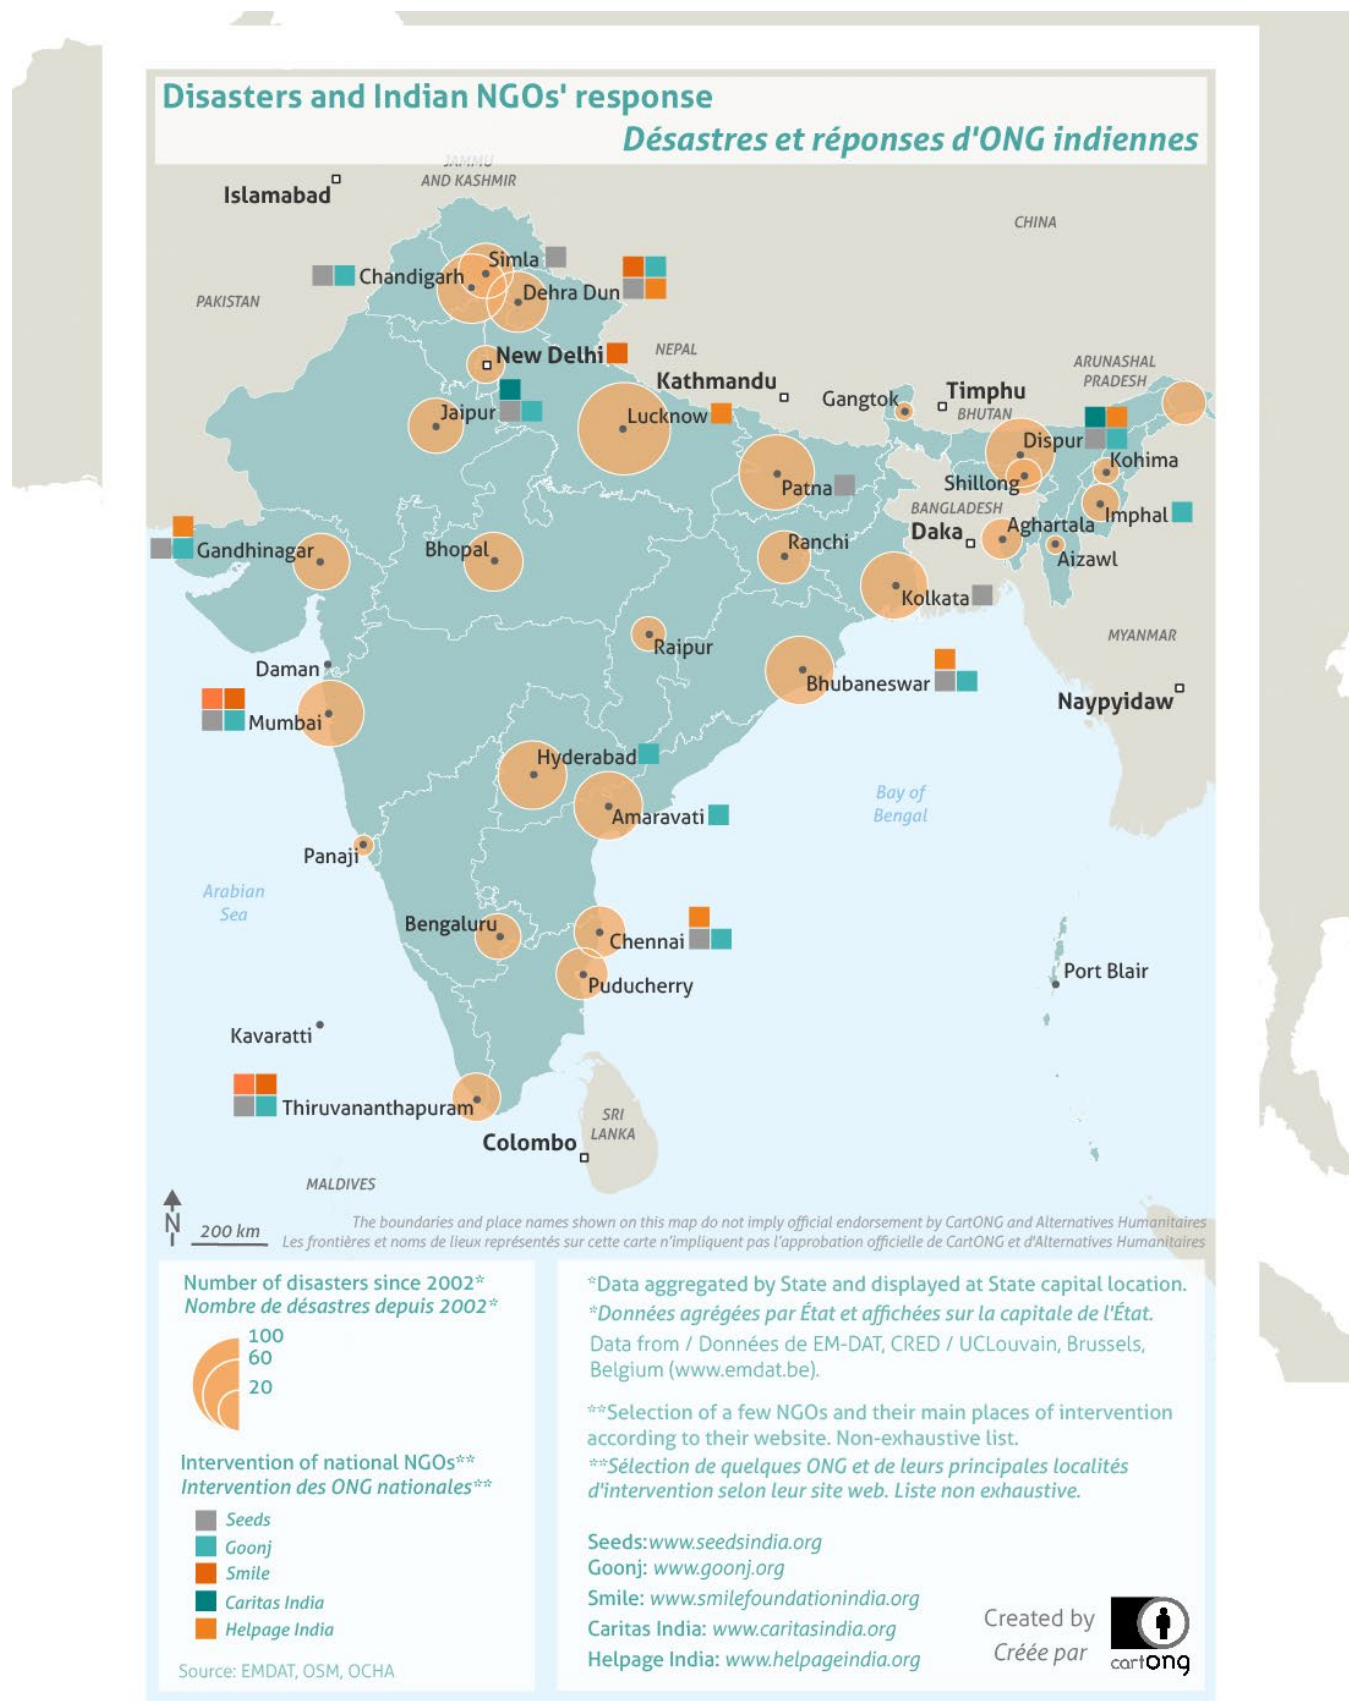 Disasters and Indian NGOs' response
Désastres et réponses d'ONG indiennes
JAMMU
AND KASHMIR
Islamabad
CHINA
Simla
Chandigarh
Dehra Dun
PAKISTAN
New Delhi
NEPAL
Kathmandu
ARUNASHAL
PRADESH
Gangtok
Timphu
BHUTAN
Jaipur
Lucknow
Dispur
Kohima
Patna
Shillong
BANGLADESH
Imphal
Aghartala
Daka
Aizawl
Gandhinagar
Bhopal
Ranchi
Kolkata
Raipur
MYANMAR
Daman
Bhubaneswar
Naypyidaw
Mumbai
Hyderabad
Amaravati
Bay of
Bengal
Panaji
Arabian
Sea
Bengaluru
Chennai
Port Blair
Puducherry
Kavaratti
Thiruvananthapuram
SRI
LANKA
Colombo
MALDIVES
N
200 km
The boundaries and place names shown on this map do not imply official endorsement by CartONG and Alternatives Humanitaires
Les frontières et noms de lieux représentés sur cette carte n'impliquent pas l'approbation officielle de CartONG et d'Alternatives Humanitaires
Number of disasters since 2002*
Nombre de désastres depuis 2002*
100
60
20
Intervention of national NGOs**
Intervention des ONG nationales**
Seeds
Goonj
Smile
Caritas India
Helpage India
Source: EMDAT, OSM, OCHA
*Data aggregated by State and displayed at State capital location.
*Données agrégées par État et affichées sur la capitale de l'État.
Data from / Données de EM-DAT, CRED / UCLouvain, Brussels,
Belgium (www.emdat.be).
**Selection of a few NGOs and their main places of intervention
according to their website. Non-exhaustive list.
**Sélection de quelques ONG et de leurs principales localités
d'intervention selon leur site web. Liste non exhaustive.
Seeds:www.seedsindia.org
Goonj: www.goonj.org
Smile: www.smilefoundationindia.org
Caritas India: www.caritasindia.org
Helpage India: www.helpageindia.org
Created by
Créée par
cartong